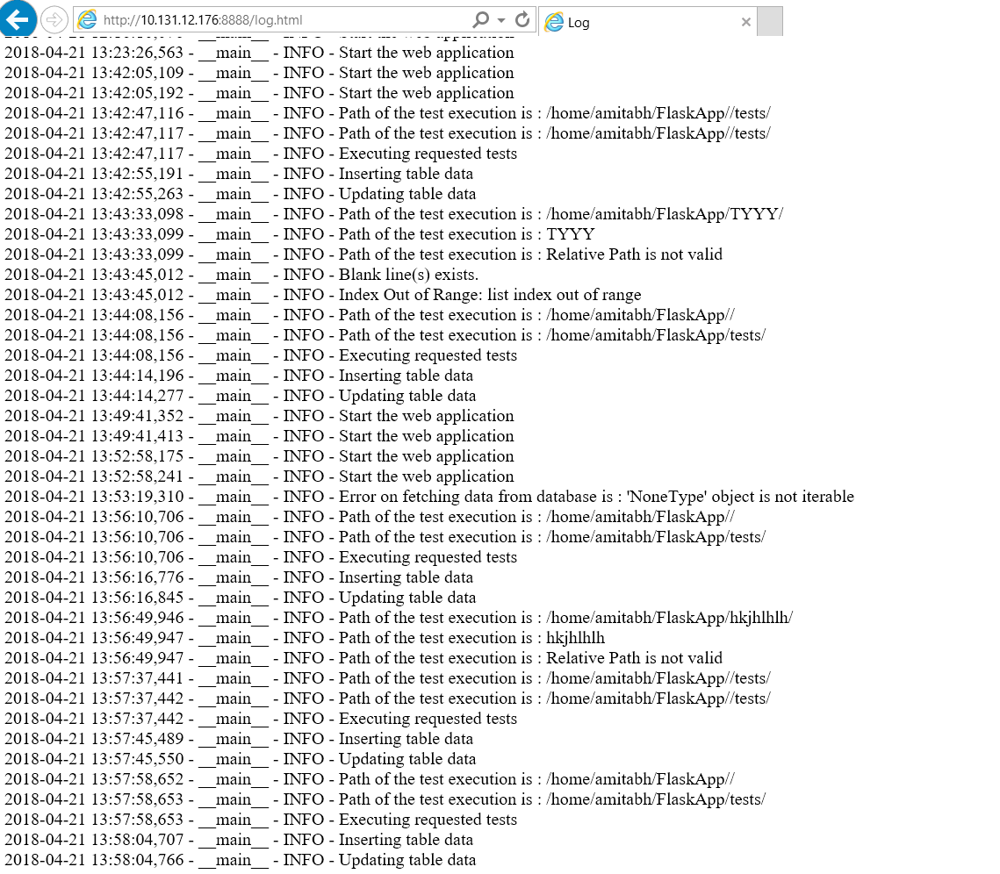 http://10.131.12.176:8888/log.html
Log
2018-04-21 13:23:26,563 - __main__ - INFO - Start the web application
2018-04-21 13:42:05,109 - __main__ - INFO - Start the web application
2018-04-21 13:42:05,192 - __main__ - INFO - Start the web application
2018-04-21 13:42:47,116 - __main__ - INFO - Path of the test execution is : /home/amitabh/FlaskApp//tests/
2018-04-21 13:42:47,117 - __main__ - INFO - Path of the test execution is : /home/amitabh/FlaskApp//tests/
2018-04-21 13:42:47,117 - __main__ - INFO - Executing requested tests
2018-04-21 13:42:55,191 - __main__ - INFO - Inserting table data
2018-04-21 13:42:55,263 - __main__ - INFO - Updating table data
2018-04-21 13:43:33,098 - __main__ - INFO - Path of the test execution is : /home/amitabh/FlaskApp/TYYY/
2018-04-21 13:43:33,099 - __main__ - INFO - Path of the test execution is : TYYY
2018-04-21 13:43:33,099 - __main__ - INFO - Path of the test execution is : Relative Path is not valid
2018-04-21 13:43:45,012 - __main__ - INFO - Blank line(s) exists.
2018-04-21 13:43:45,012 - __main__ - INFO - Index Out of Range: list index out of range
2018-04-21 13:44:08,156 - __main__ - INFO - Path of the test execution is : /home/amitabh/FlaskApp//
2018-04-21 13:44:08,156 - __main__ - INFO - Path of the test execution is : /home/amitabh/FlaskApp/tests/
2018-04-21 13:44:08,156 - __main__ - INFO - Executing requested tests
2018-04-21 13:44:14,196 - __main__ - INFO - Inserting table data
2018-04-21 13:44:14,277 - __main__ - INFO - Updating table data
2018-04-21 13:49:41,352 - __main__ - INFO - Start the web application
2018-04-21 13:49:41,413 - __main__ - INFO - Start the web application
2018-04-21 13:52:58,175 - __main__ - INFO - Start the web application
2018-04-21 13:52:58,241 - __main__ - INFO - Start the web application
2018-04-21 13:53:19,310 - __main__ - INFO - Error on fetching data from database is : 'NoneType' object is not iterable
2018-04-21 13:56:10,706 - __main__ - INFO - Path of the test execution is : /home/amitabh/FlaskApp//
2018-04-21 13:56:10,706 - __main__ - INFO - Path of the test execution is : /home/amitabh/FlaskApp/tests/
2018-04-21 13:56:10,706 - __main__ - INFO - Executing requested tests
2018-04-21 13:56:16,776 - __main__ - INFO - Inserting table data
2018-04-21 13:56:16,845 - __main__ - INFO - Updating table data
2018-04-21 13:56:49,946 - __main__ - INFO - Path of the test execution is : /home/amitabh/FlaskApp/hkjhlhlh/
2018-04-21 13:56:49,947 - __main__ - INFO - Path of the test execution is : hkjhlhlh
2018-04-21 13:56:49,947 - __main__ - INFO - Path of the test execution is : Relative Path is not valid
2018-04-21 13:57:37,441 - __main__ - INFO - Path of the test execution is : /home/amitabh/FlaskApp//tests/
2018-04-21 13:57:37,442 - __main__ - INFO - Path of the test execution is : /home/amitabh/FlaskApp//tests/
2018-04-21 13:57:37,442 - __main__ - INFO - Executing requested tests
2018-04-21 13:57:45,489 - __main__ - INFO - Inserting table data
2018-04-21 13:57:45,550 - __main__ - INFO - Updating table data
2018-04-21 13:57:58,652 - __main__ - INFO - Path of the test execution is : /home/amitabh/FlaskApp//
2018-04-21 13:57:58,653 - __main__ - INFO - Path of the test execution is : /home/amitabh/FlaskApp/tests/
2018-04-21 13:57:58,653 - __main__ - INFO - Executing requested tests
2018-04-21 13:58:04,707 - __main__ - INFO - Inserting table data
2018-04-21 13:58:04,766 - __main__ - INFO - Updating table data